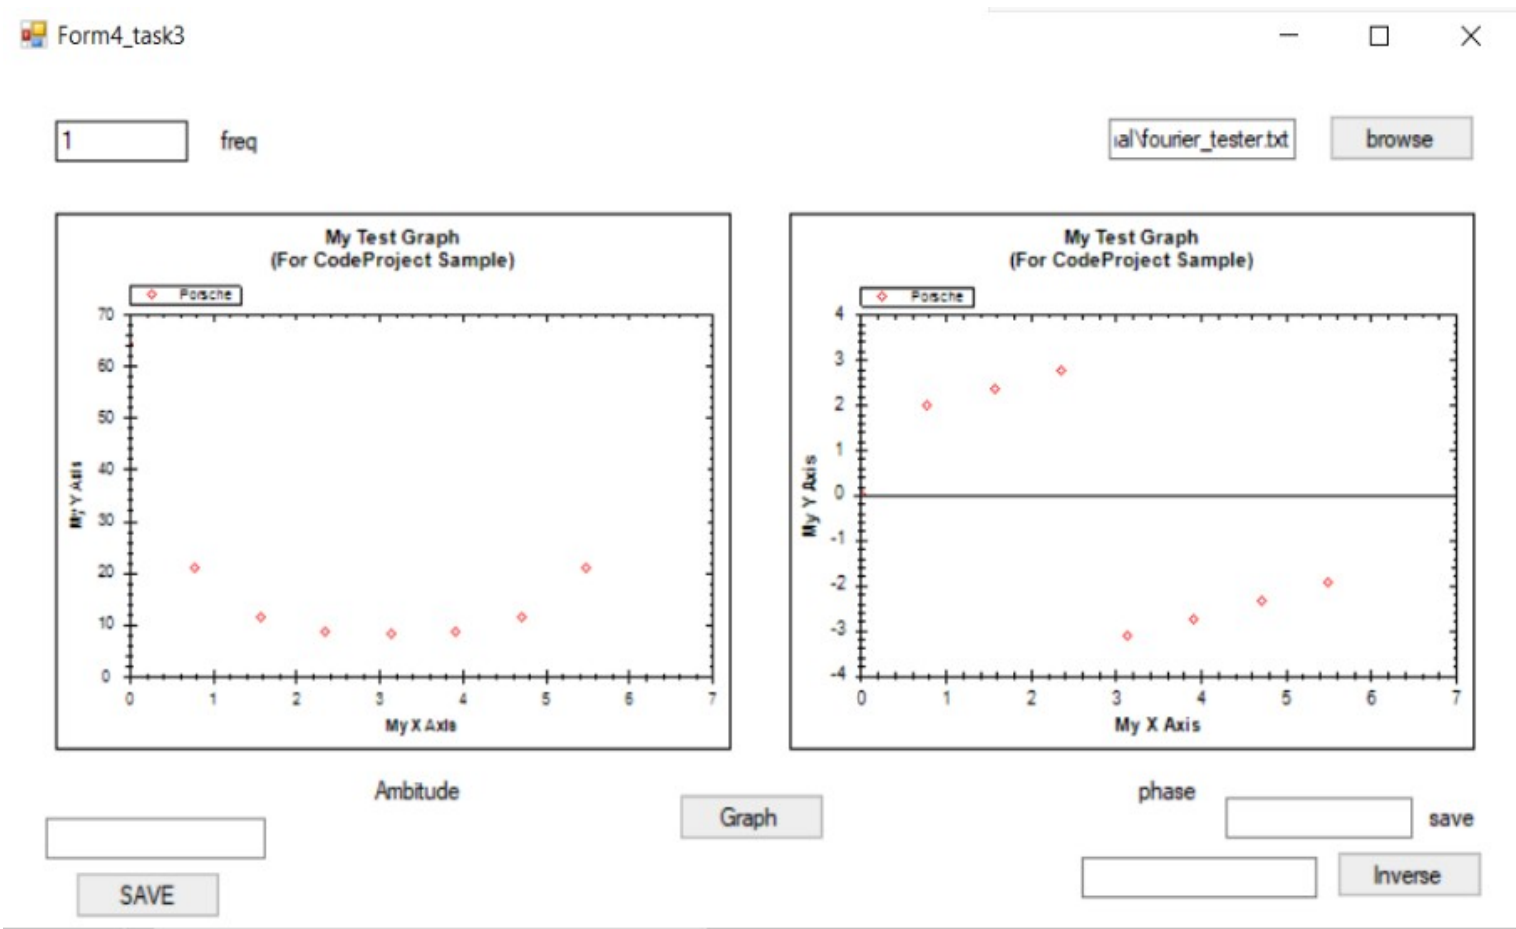 Form4_task3
1
freq
ıal\fourier_tester.txt
browse
My Test Graph
(For CodeProject Sample)
Porsche
70
60
50
40
30
20
10
0
My Y Axis
0 1 2 3 4 5 6 7
My X Axis
My Test Graph
(For CodeProject Sample)
Porsche
4
3
2
1
0
-1
-2
-3
-4
My Y Axis
0 1 2 3 4 5 6 7
My X Axis
Ambitude
Graph
phase
save
SAVE
Inverse